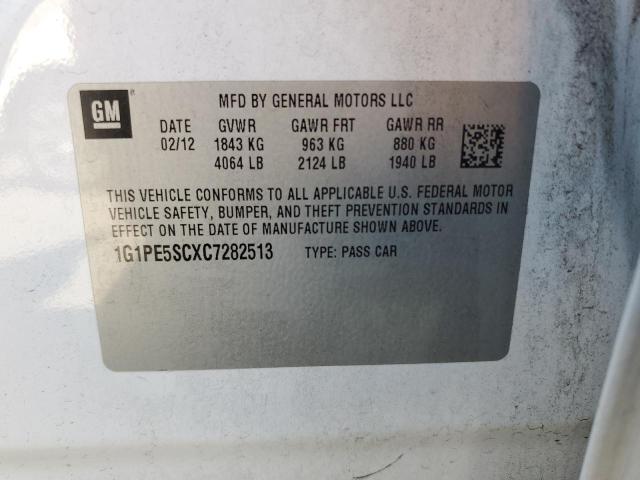 GM
MFD BY GENERAL MOTORS LLC
DATE GVWR GAWR FRT GAWR RR
02/12 1843 KG 963 KG 880 KG
4064 LB 2124 LB 1940 LB
THIS VEHICLE CONFORMS TO ALL APPLICABLE U.S. FEDERAL MOTOR
VEHICLE SAFETY, BUMPER, AND THEFT PREVENTION STANDARDS IN
EFFECT ON THE DATE OF MANUFACTURE SHOWN ABOVE.
1G1PE5SCXC7282513 TYPE: PASS CAR